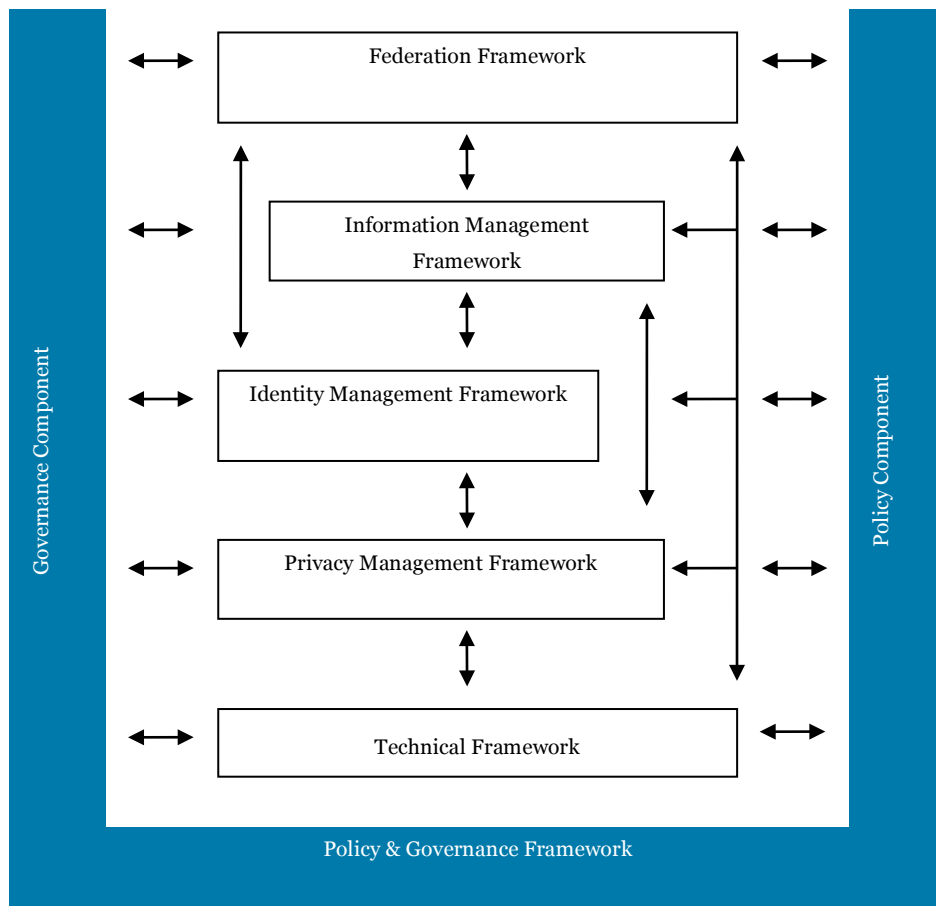 Federation Framework
Information Management
Framework
Identity Management Framework
Privacy Management Framework
Technical Framework
Governance Component
Policy Component
Policy & Governance Framework